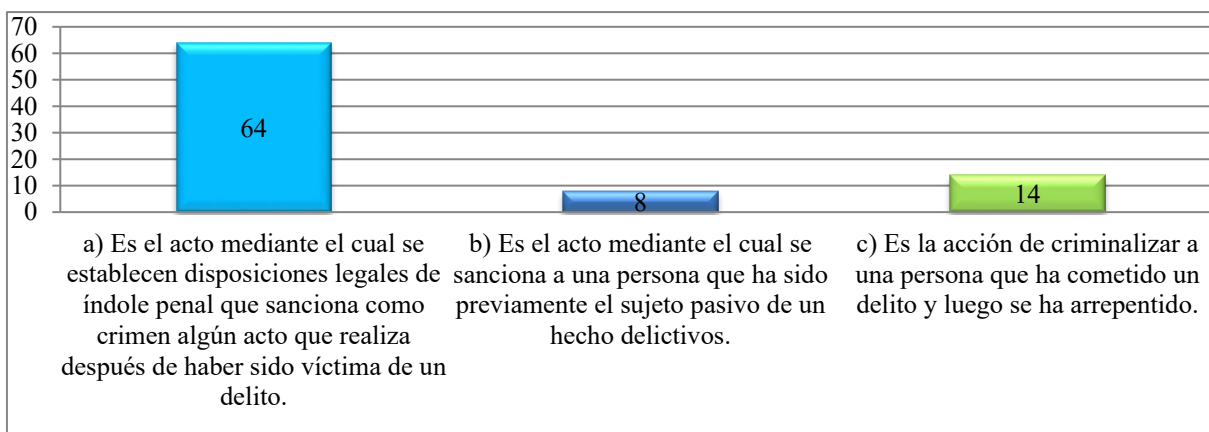 70
60
50
40
30
20
10
0
64
8
14
a) Es el acto mediante el cual se
establecen disposiciones legales de
índole penal que sanciona como
crimen algún acto que realiza
después de haber sido víctima de un
delito.
b) Es el acto mediante el cual se
sanciona a una persona que ha sido
previamente el sujeto pasivo de un
hecho delictivos.
c) Es la acción de criminalizar a
una persona que ha cometido un
delito y luego se ha arrepentido.